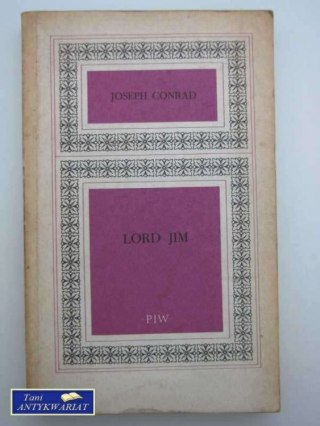 JOSEPH CONRAD
LORD JIM
PIW
Tani
ANTYKWARIAT